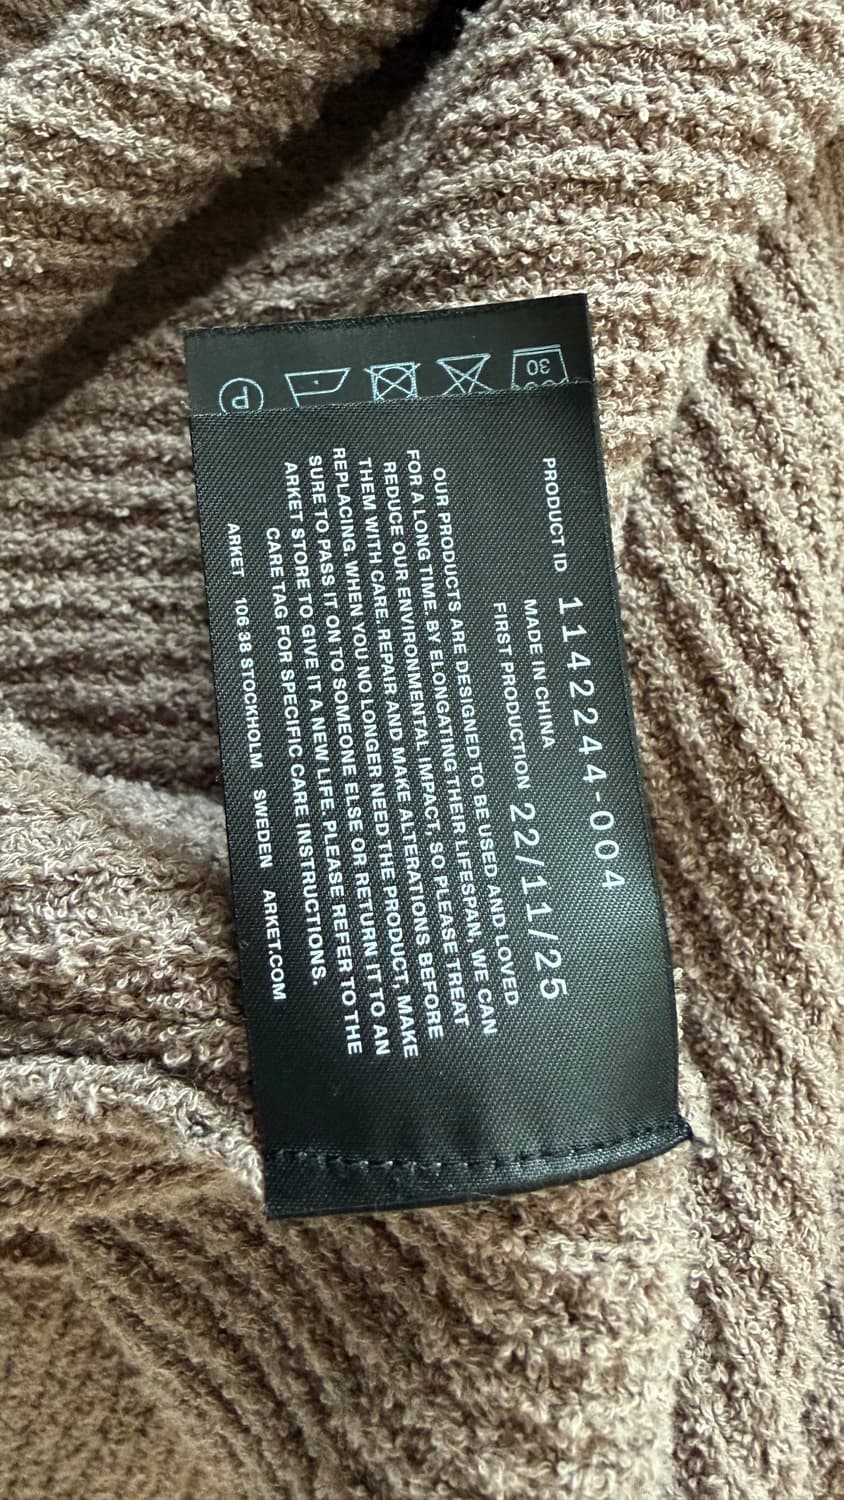 PRODUCT ID 1142244-004
MADE IN CHINA
FIRST PRODUCTION 22/11/25
OUR PRODUCTS ARE DESIGNED TO BE USED AND LOVED
FOR A LONG TIME. BY ELONGATING THEIR LIFESPAN, WE CAN
REDUCE OUR ENVIRONMENTAL IMPACT, SO PLEASE TREAT
THEM WITH CARE. REPAIR AND MAKE ALTERATIONS BEFORE
REPLACING. WHEN YOU NO LONGER NEED THE PRODUCT, MAKE
SURE TO PASS IT ON TO SOMEONE ELSE OR RETURN IT TO AN
ARKET STORE TO GIVE IT A NEW LIFE. PLEASE REFER TO THE
CARE TAG FOR SPECIFIC CARE INSTRUCTIONS.
ARKET 106 38 STOCKHOLM SWEDEN ARKET.COM
30
P